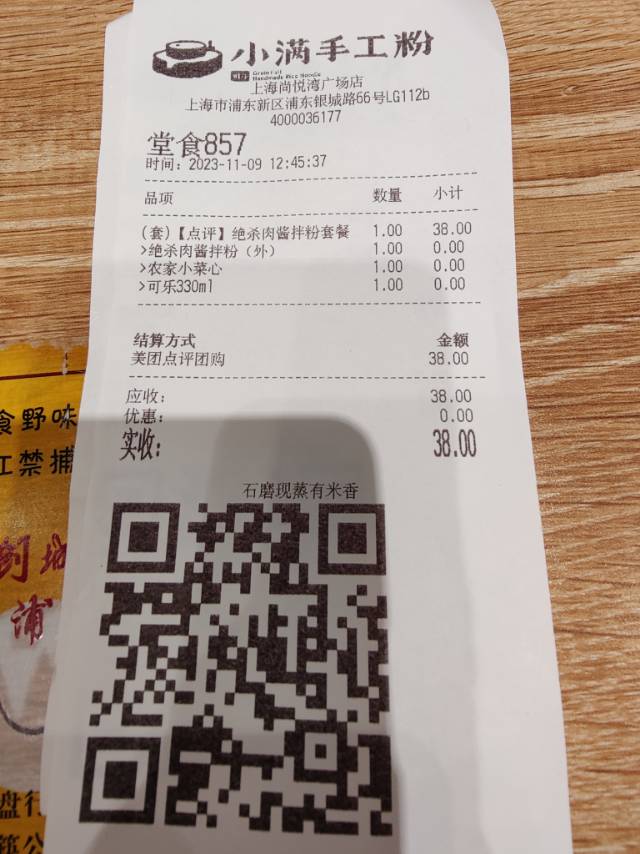 小满手工粉
Grain Full
Handmade Rice Noodle
上海尚悦湾广场店
上海市浦东新区浦东银城路66号LG112b
4000036177
堂食857
时间：2023-11-09 12:45:37
品项 数量 小计
(套)【点评】绝杀肉酱拌粉套餐 1.00 38.00
>绝杀肉酱拌粉（外） 1.00 0.00
>农家小菜心 1.00 0.00
>可乐330ml 1.00 0.00
结算方式 金额
美团点评团购 38.00
应收： 38.00
优惠： 0.00
实收： 38.00
石磨现蒸有米香
食野味
禁捕
浦
盘行